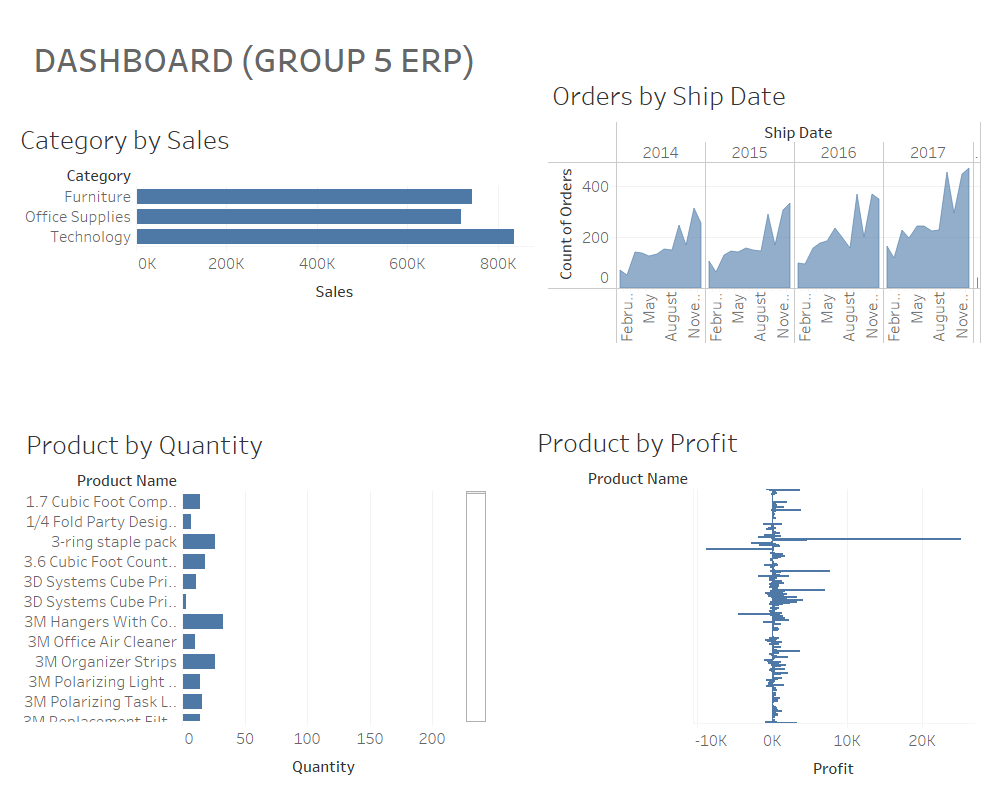 DASHBOARD (GROUP 5 ERP)
Category by Sales
Category
Furniture
Office Supplies
Technology
0K 200K 400K 600K 800K
Sales
Orders by Ship Date
Ship Date
2014 2015 2016 2017 .
Count of Orders
400
200
0
Febru.. May August Nove.. Febru.. May August Nove.. Febru.. May August Nove.. Febru.. May August Nove..
Product by Quantity
Product Name
1.7 Cubic Foot Comp..
1/4 Fold Party Desig..
3-ring staple pack
3.6 Cubic Foot Count..
3D Systems Cube Pri..
3D Systems Cube Pri..
3M Hangers With Co..
3M Office Air Cleaner
3M Organizer Strips
3M Polarizing Light ..
3M Polarizing Task L..
3M Replacement Filt..
0 50 100 150 200
Quantity
Product by Profit
Product Name
-10K 0K 10K 20K
Profit